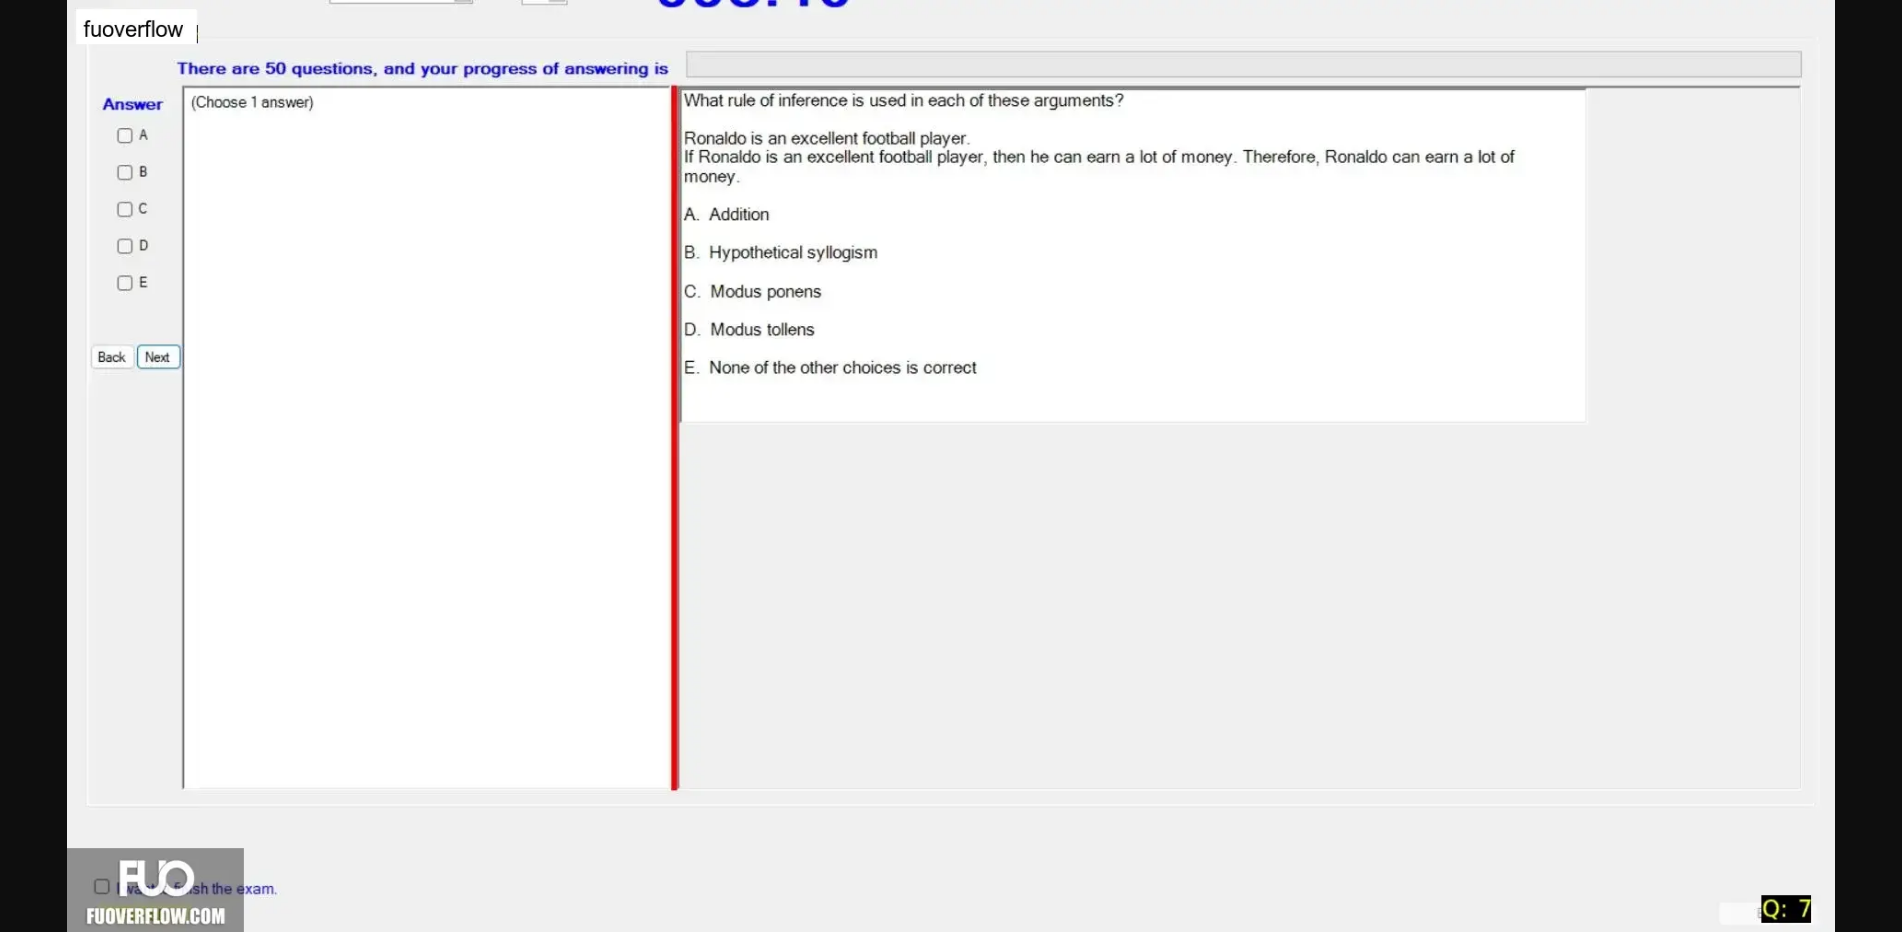 fuoverflow
There are 50 questions, and your progress of answering is
Answer
(Choose 1 answer)
A
B
C
D
E
Back Next
What rule of inference is used in each of these arguments?
Ronaldo is an excellent football player.
If Ronaldo is an excellent football player, then he can earn a lot of money. Therefore, Ronaldo can earn a lot of
money.
A. Addition
B. Hypothetical syllogism
C. Modus ponens
D. Modus tollens
E. None of the other choices is correct
FUO
the exam.
FUOVERFLOW.COM
Q: 7